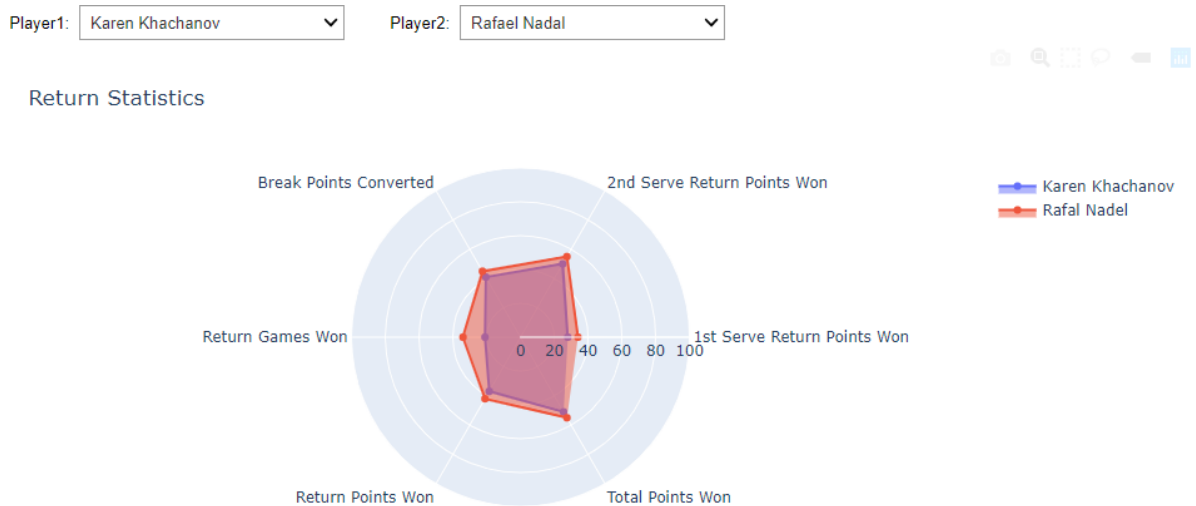 Player1: Karen Khachanov Player2: Rafael Nadal
Return Statistics
Break Points Converted 2nd Serve Return Points Won
Karen Khachanov
Rafal Nadel
Return Games Won 1st Serve Return Points Won
0 20 40 60 80 100
Return Points Won Total Points Won